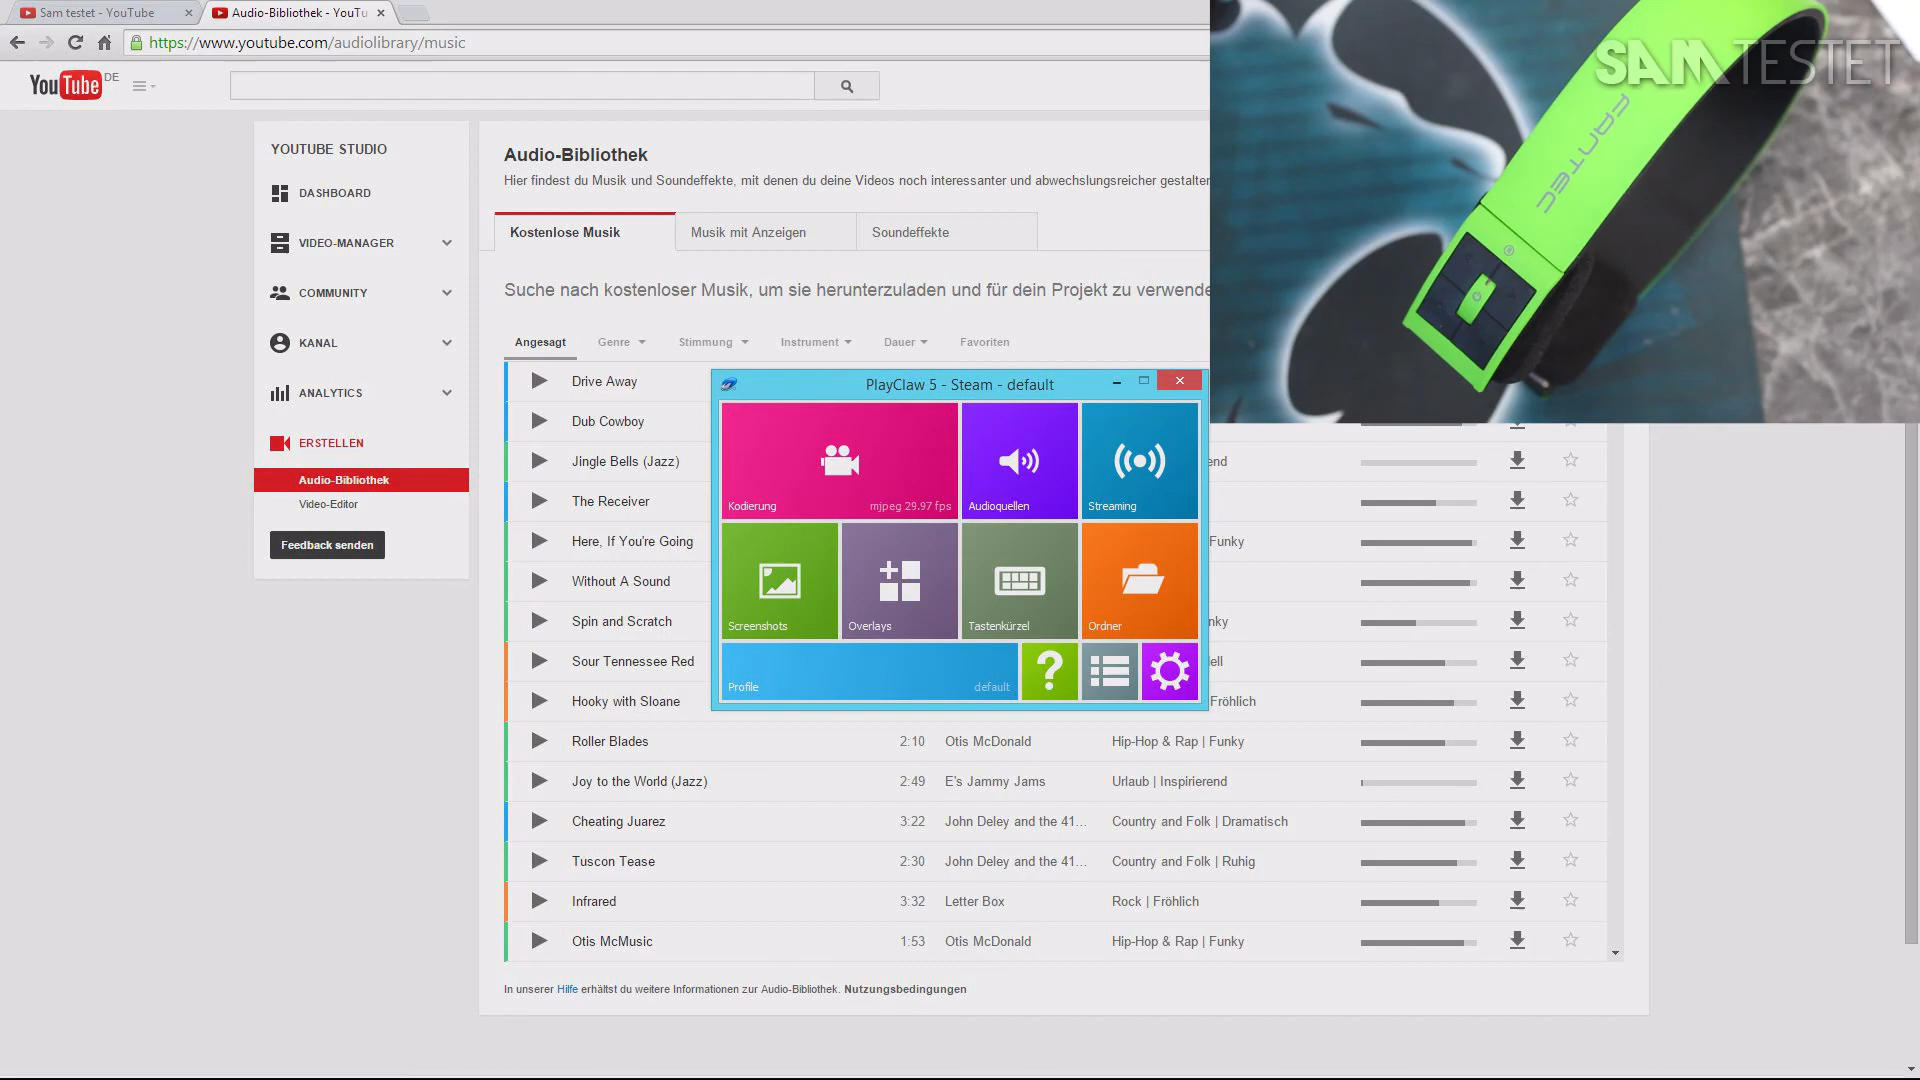 Sam testet - YouTube
Audio-Bibliothek - YouTu
https://www.youtube.com/audiolibrary/music
YouTube DE
YOUTUBE STUDIO
DASHBOARD
VIDEO-MANAGER
COMMUNITY
KANAL
ANALYTICS
ERSTELLEN
Audio-Bibliothek
Video-Editor
Feedback senden
Audio-Bibliothek
Hier findest du Musik und Soundeffekte, mit denen du deine Videos noch interessanter und abwechslungsreicher gestalten
Kostenlose Musik
Musik mit Anzeigen
Soundeffekte
Suche nach kostenloser Musik, um sie herunterzuladen und für dein Projekt zu verwende
Angesagt Genre Stimmung Instrument Dauer Favoriten
Drive Away
Dub Cowboy
Jingle Bells (Jazz) end
The Receiver
Here, If You're Going Funky
Without A Sound
Spin and Scratch nky
Sour Tennessee Red ell
Hooky with Sloane Fröhlich
Roller Blades 2:10 Otis McDonald Hip-Hop & Rap | Funky
Joy to the World (Jazz) 2:49 E's Jammy Jams Urlaub | Inspirierend
Cheating Juarez 3:22 John Deley and the 41... Country and Folk | Dramatisch
Tuscon Tease 2:30 John Deley and the 41... Country and Folk | Ruhig
Infrared 3:32 Letter Box Rock | Fröhlich
Otis McMusic 1:53 Otis McDonald Hip-Hop & Rap | Funky
In unserer Hilfe erhältst du weitere Informationen zur Audio-Bibliothek. Nutzungsbedingungen
PlayClaw 5 - Steam - default
Kodierung mjpeg 29.97 fps
Audioquellen
Streaming
Screenshots
Overlays
Tastenkürzel
Ordner
Profile default
?
SAMTESTET
FANTEC